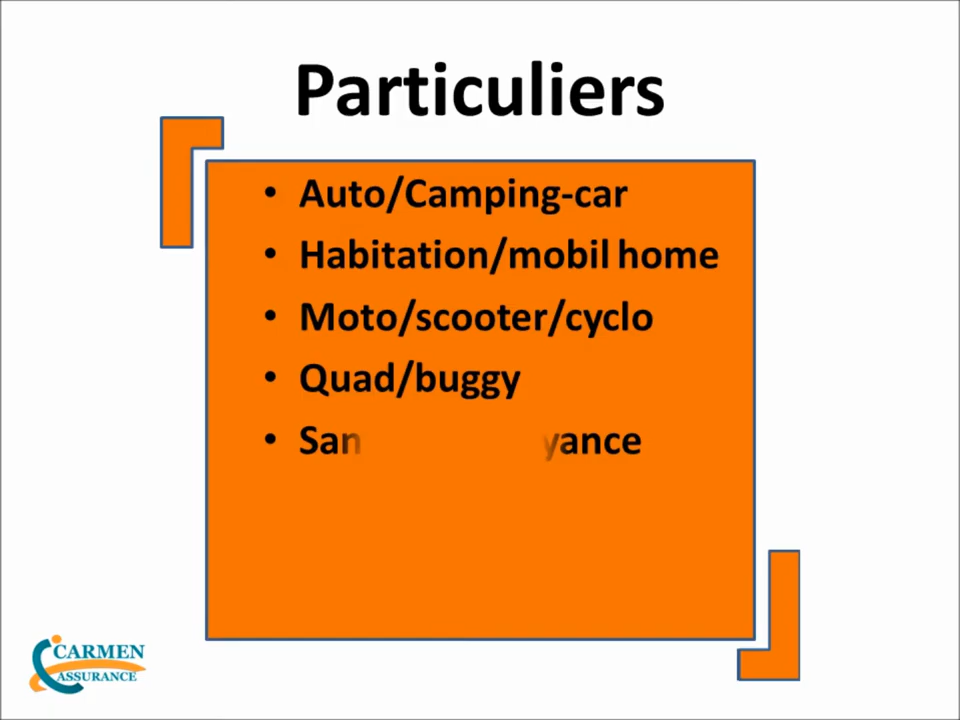 Particuliers
• Auto/Camping-car
• Habitation/mobil home
• Moto/scooter/cyclo
• Quad/buggy
CARMEN
ASSURANCE